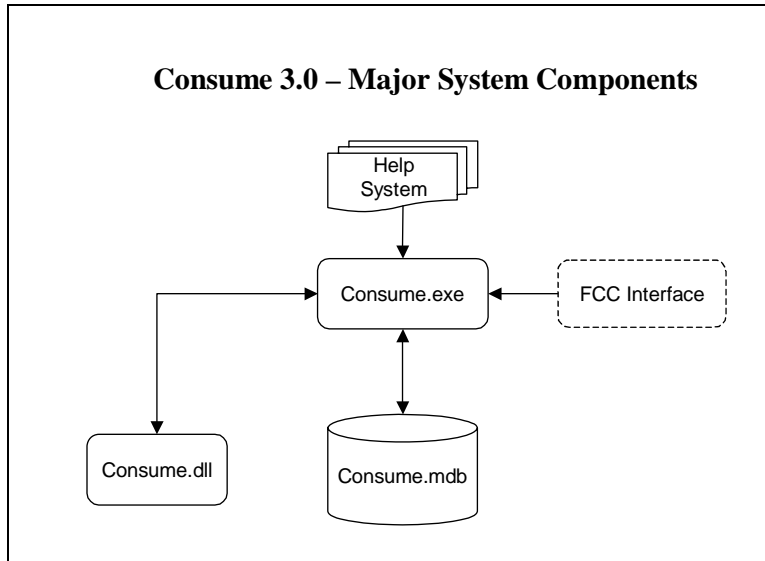 Consume 3.0 – Major System Components
Help
System
Consume.exe
FCC Interface
Consume.dll
Consume.mdb